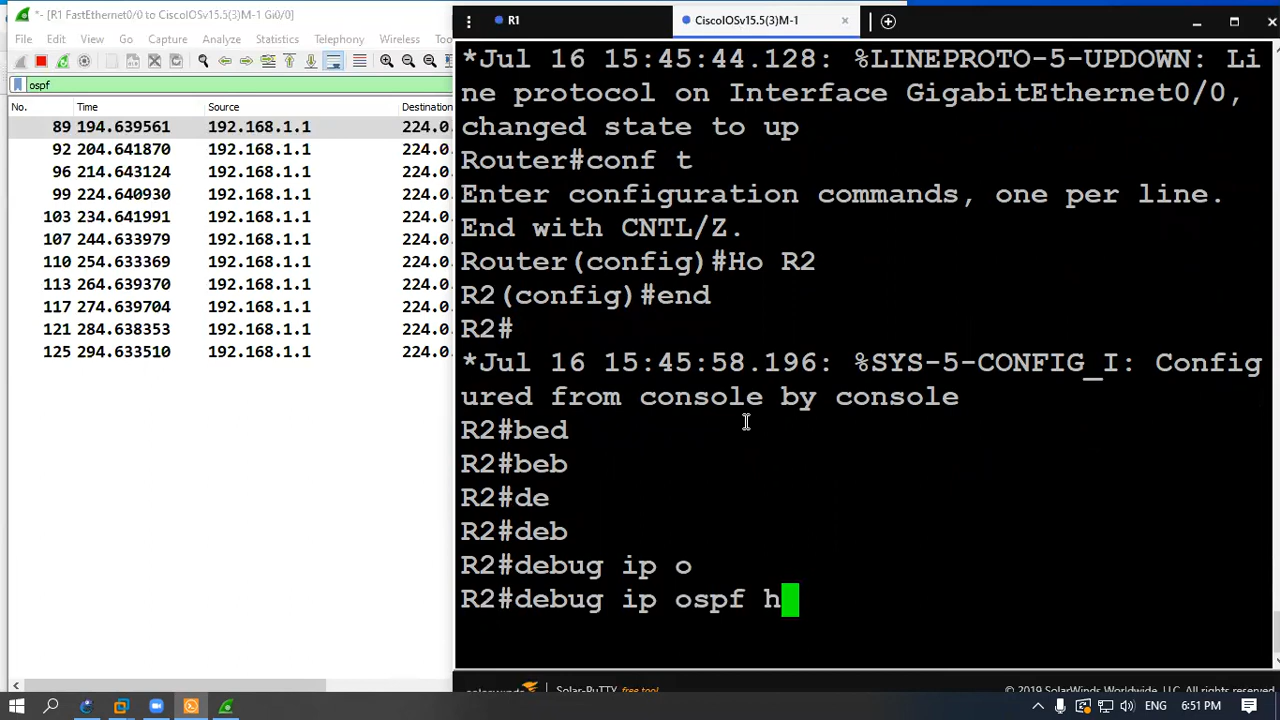 *- [R1 FastEthernet0/0 to CiscoIOSv15.5(3)M-1 Gi0/0]
File Edit View Go Capture Analyze Statistics Telephony Wireless
ospf
No. Time Source Destination
89 194.639561 192.168.1.1 224.0.
92 204.641870 192.168.1.1 224.0.
96 214.643124 192.168.1.1 224.0.
99 224.640930 192.168.1.1 224.0.
103 234.641991 192.168.1.1 224.0.
107 244.633979 192.168.1.1 224.0.
110 254.633369 192.168.1.1 224.0.
113 264.639370 192.168.1.1 224.0.
117 274.639704 192.168.1.1 224.0.
121 284.638353 192.168.1.1 224.0.
125 294.633510 192.168.1.1 224.0.
R1 CiscoIOSv15.5(3)M-1
*Jul 16 15:45:44.128: %LINEPROTO-5-UPDOWN: Li
ne protocol on Interface GigabitEthernet0/0,
changed state to up
Router#conf t
Enter configuration commands, one per line.
End with CNTL/Z.
Router(config)#Ho R2
R2(config)#end
R2#
*Jul 16 15:45:58.196: %SYS-5-CONFIG_I: Config
ured from console by console
R2#bed
R2#beb
R2#de
R2#deb
R2#debug ip o
R2#debug ip ospf h
Solar-PuTTY free tool
© 2019 SolarWinds Worldwide, LLC. All rights reserved.
ENG 6:51 PM